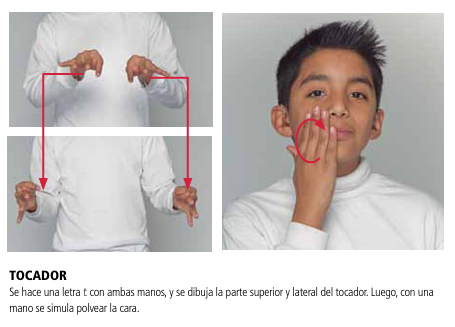 TOCADOR
Se hace una letra t con ambas manos, y se dibuja la parte superior y lateral del tocador. Luego, con una
mano se simula polvear la cara.